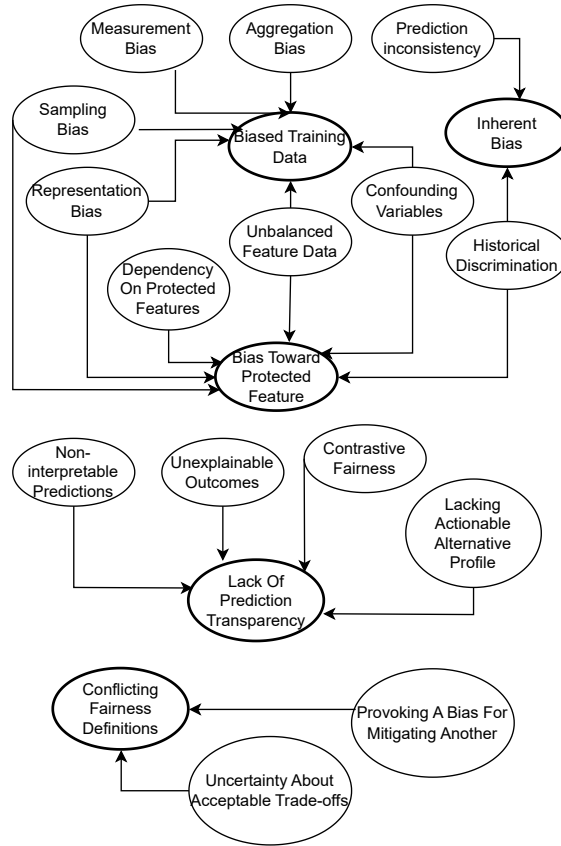 Measurement
Bias
Aggregation
Bias
Prediction
inconsistency
Sampling
Bias
Biased Training
Data
Inherent
Bias
Representation
Bias
Confounding
Variables
Unbalanced
Feature Data
Historical
Discrimination
Dependency
On Protected
Features
Bias Toward
Protected
Feature
Non-
interpretable
Predictions
Unexplainable
Outcomes
Contrastive
Fairness
Lacking
Actionable
Alternative
Profile
Lack Of
Prediction
Transparency
Conflicting
Fairness
Definitions
Provoking A Bias For
Mitigating Another
Uncertainty About
Acceptable Trade-offs